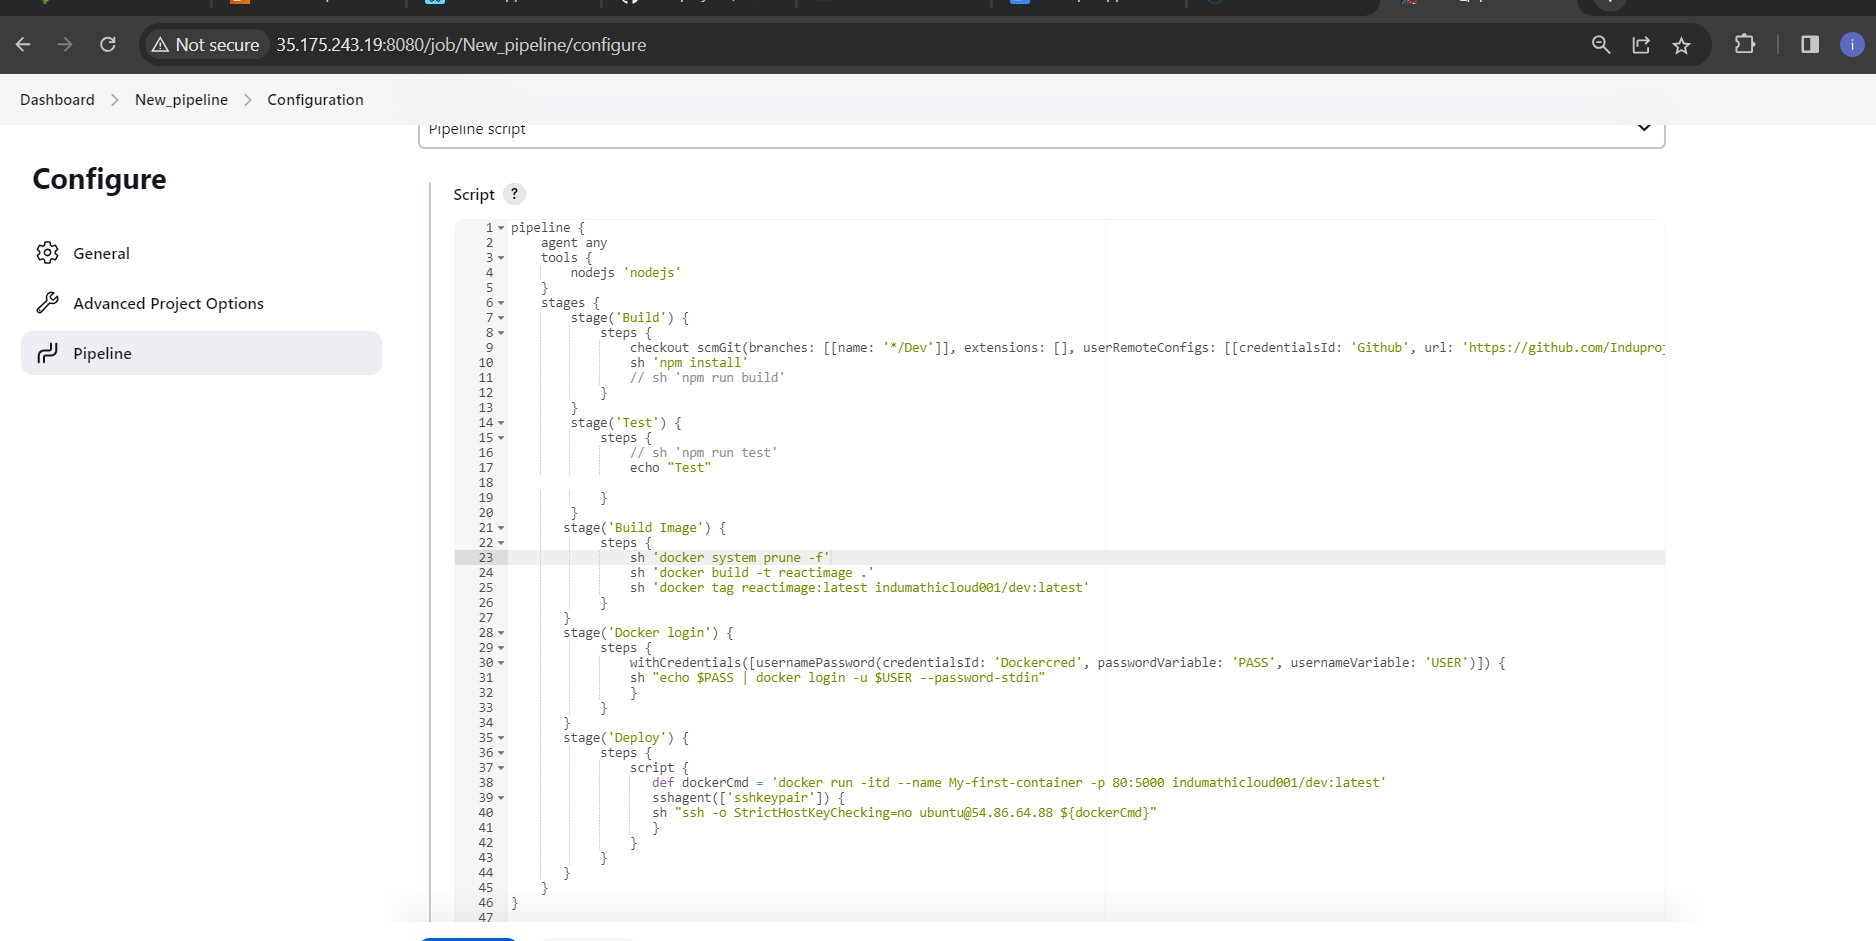 Not secure 35.175.243.19:8080/job/New_pipeline/configure
i
Dashboard > New_pipeline > Configuration
Pipeline script
Configure
General
Advanced Project Options
Pipeline
Script ?
1 pipeline {
2 agent any
3 tools {
4 nodejs 'nodejs'
5 }
6 stages {
7 stage('Build') {
8 steps {
9 checkout scmGit(branches: [[name: '*/Dev']], extensions: [], userRemoteConfigs: [[credentialsId: 'Github', url: 'https://github.com/Induproj
10 sh 'npm install'
11 // sh 'npm run build'
12 }
13 }
14 stage('Test') {
15 steps {
16 // sh 'npm run test'
17 echo "Test"
18
19 }
20 }
21 stage('Build Image') {
22 steps {
23 sh 'docker system prune -f'
24 sh 'docker build -t reactimage .'
25 sh 'docker tag reactimage:latest indumathicloud001/dev:latest'
26 }
27 }
28 stage('Docker login') {
29 steps {
30 withCredentials([usernamePassword(credentialsId: 'Dockercred', passwordVariable: 'PASS', usernameVariable: 'USER')]) {
31 sh "echo $PASS | docker login -u $USER --password-stdin"
32 }
33 }
34 }
35 stage('Deploy') {
36 steps {
37 script {
38 def dockerCmd = 'docker run -itd --name My-first-container -p 80:5000 indumathicloud001/dev:latest'
39 sshagent(['sshkeypair']) {
40 sh "ssh -o StrictHostKeyChecking=no ubuntu@54.86.64.88 ${dockerCmd}"
41 }
42 }
43 }
44 }
45 }
46 }
47